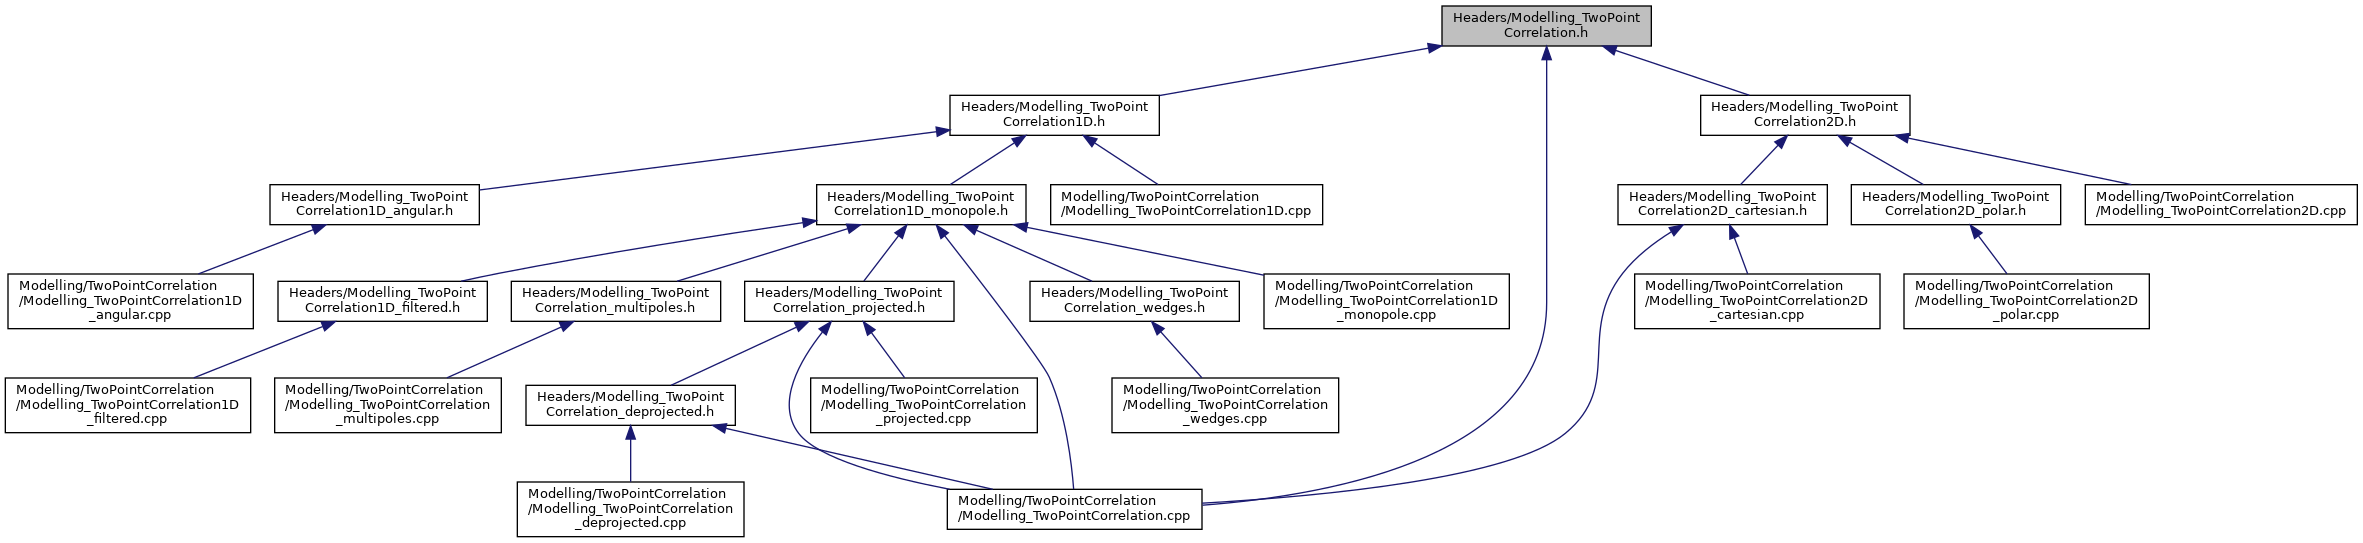 Headers/Modelling_TwoPoint
Correlation.h
Headers/Modelling_TwoPoint
Correlation1D.h
Headers/Modelling_TwoPoint
Correlation2D.h
Headers/Modelling_TwoPoint
Correlation1D_angular.h
Headers/Modelling_TwoPoint
Correlation1D_monopole.h
Modelling/TwoPointCorrelation
/Modelling_TwoPointCorrelation1D.cpp
Headers/Modelling_TwoPoint
Correlation2D_cartesian.h
Headers/Modelling_TwoPoint
Correlation2D_polar.h
Modelling/TwoPointCorrelation
/Modelling_TwoPointCorrelation2D.cpp
Modelling/TwoPointCorrelation
/Modelling_TwoPointCorrelation1D
_angular.cpp
Headers/Modelling_TwoPoint
Correlation1D_filtered.h
Headers/Modelling_TwoPoint
Correlation_multipoles.h
Headers/Modelling_TwoPoint
Correlation_projected.h
Headers/Modelling_TwoPoint
Correlation_wedges.h
Modelling/TwoPointCorrelation
/Modelling_TwoPointCorrelation1D
_monopole.cpp
Modelling/TwoPointCorrelation
/Modelling_TwoPointCorrelation2D
_cartesian.cpp
Modelling/TwoPointCorrelation
/Modelling_TwoPointCorrelation2D
_polar.cpp
Modelling/TwoPointCorrelation
/Modelling_TwoPointCorrelation1D
_filtered.cpp
Modelling/TwoPointCorrelation
/Modelling_TwoPointCorrelation
_multipoles.cpp
Headers/Modelling_TwoPoint
Correlation_deprojected.h
Modelling/TwoPointCorrelation
/Modelling_TwoPointCorrelation
_projected.cpp
Modelling/TwoPointCorrelation
/Modelling_TwoPointCorrelation
_wedges.cpp
Modelling/TwoPointCorrelation
/Modelling_TwoPointCorrelation
_deprojected.cpp
Modelling/TwoPointCorrelation
/Modelling_TwoPointCorrelation.cpp